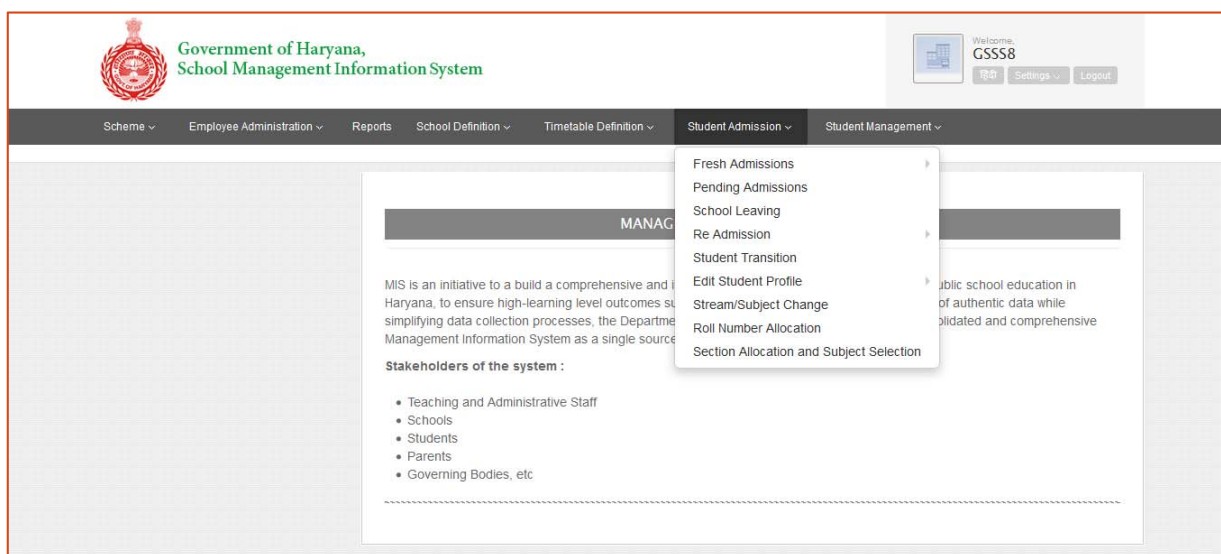 Government of Haryana,
School Management Information System
Welcome,
GSSS8
हिंदी Settings Logout
Scheme Employee Administration Reports School Definition Timetable Definition Student Admission Student Management
Fresh Admissions
Pending Admissions
School Leaving
Re Admission
Student Transition
Edit Student Profile
Stream/Subject Change
Roll Number Allocation
Section Allocation and Subject Selection
MANAG
MIS is an initiative to a build a comprehensive and i ublic school education in
Haryana, to ensure high-learning level outcomes su of authentic data while
simplifying data collection processes, the Departme olidated and comprehensive
Management Information System as a single source
Stakeholders of the system :
• Teaching and Administrative Staff
• Schools
• Students
• Parents
• Governing Bodies, etc